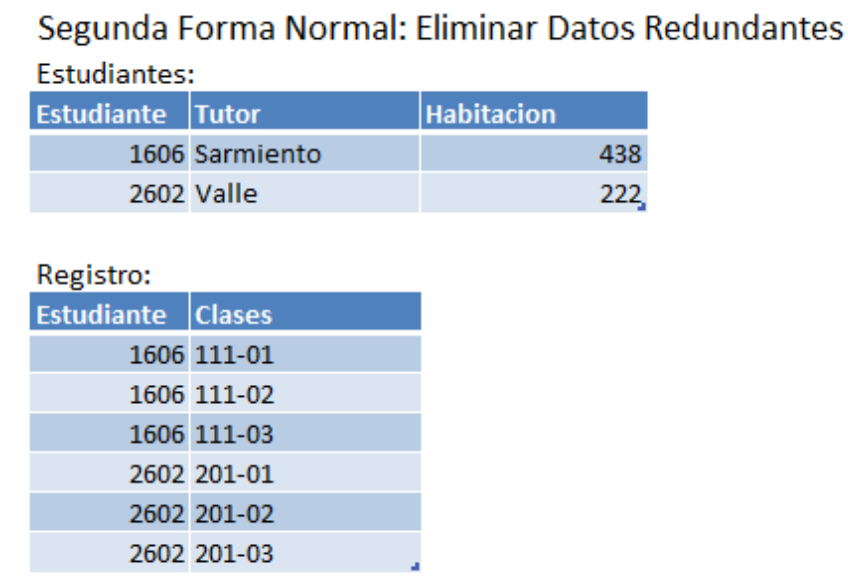 Segunda Forma Normal: Eliminar Datos Redundantes
Estudiantes:
Estudiante Tutor Habitacion
1606 Sarmiento 438
2602 Valle 222
Registro:
Estudiante Clases
1606 111-01
1606 111-02
1606 111-03
2602 201-01
2602 201-02
2602 201-03